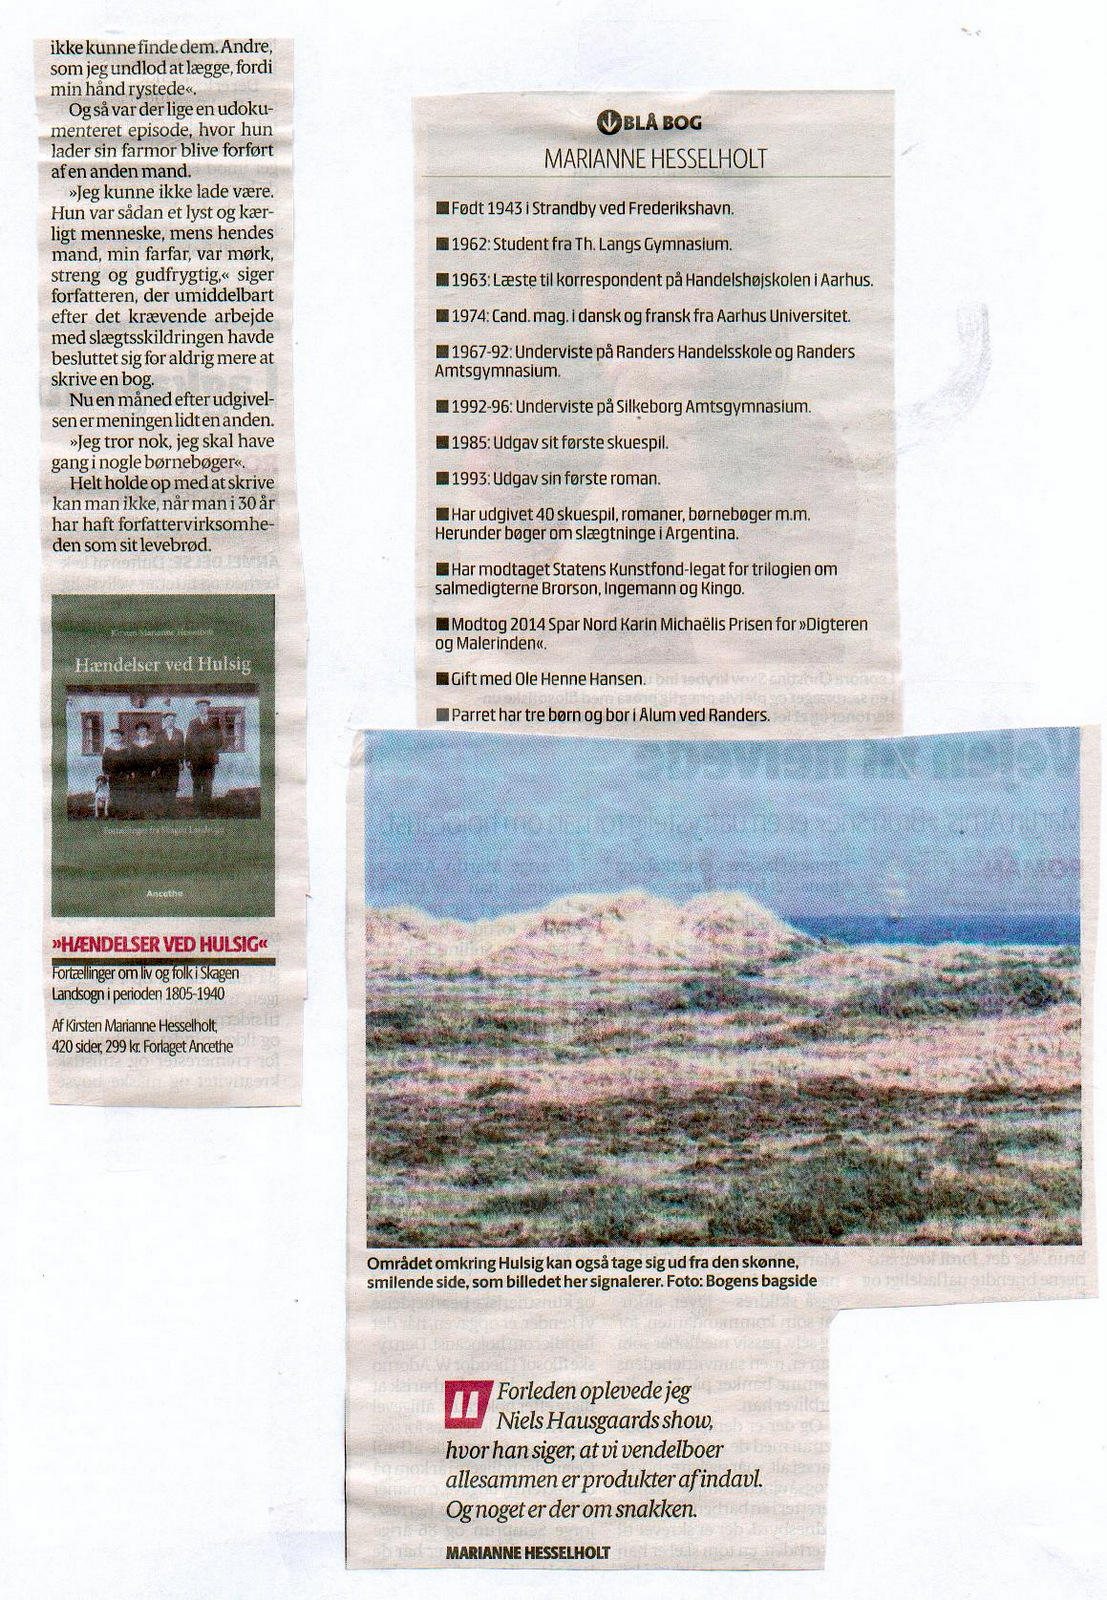 ikke kunne finde dem. Andre,
som jeg undlod at lægge, fordi
min hånd rystede«.
Og så var der lige en udoku-
menteret episode, hvor hun
lader sin farmor blive forført
af en anden mand.
»Jeg kunne ikke lade være.
Hun var sådan et lyst og kær-
ligt menneske, mens hendes
mand, min farfar, var mørk,
streng og gudfrygtig,« siger
forfatteren, der umiddelbart
efter det krævende arbejde
med slægtsskildringen havde
besluttet sig for aldrig mere at
skrive en bog.
Nu en måned efter udgivel-
sen er meningen lidt en anden.
»Jeg tror nok, jeg skal have
gang i nogle børnebøger«.
Helt holde op med at skrive
kan man ikke, når man i 30 år
har haft forfattervirksomhe-
den som sit levebrød.
Kirsten Marianne Hesselholt
Hændelser ved Hulsig
Fortællinger fra Skagen Landsogn
Ancethe
»HÆNDELSER VED HULSIG«
Fortællinger om liv og folk i Skagen
Landsogn i perioden 1805-1940
Af Kirsten Marianne Hesselholt,
420 sider, 299 kr. Forlaget Ancethe
BLÅ BOG
MARIANNE HESSELHOLT
■ Født 1943 i Strandby ved Frederikshavn.
■ 1962: Student fra Th. Langs Gymnasium.
■ 1963: Læste til korrespondent på Handelshøjskolen i Aarhus.
■ 1974: Cand. mag. i dansk og fransk fra Aarhus Universitet.
■ 1967-92: Underviste på Randers Handelsskole og Randers
Amtsgymnasium.
■ 1992-96: Underviste på Silkeborg Amtsgymnasium.
■ 1985: Udgav sit første skuespil.
■ 1993: Udgav sin første roman.
■ Har udgivet 40 skuespil, romaner, børnebøger m.m.
Herunder bøger om slægtninge i Argentina.
■ Har modtaget Statens Kunstfond-legat for trilogien om
salmedigterne Brorson, Ingemann og Kingo.
■ Modtog 2014 Spar Nord Karin Michaëlis Prisen for »Digteren
og Malerinden«.
■ Gift med Ole Henne Hansen.
■ Parret har tre børn og bor i Ålum ved Randers.
Området omkring Hulsig kan også tage sig ud fra den skønne,
smilende side, som billedet her signalerer. Foto: Bogens bagside
Forleden oplevede jeg
Niels Hausgaards show,
hvor han siger, at vi vendelboer
allesammen er produkter af indavl.
Og noget er der om snakken.
MARIANNE HESSELHOLT